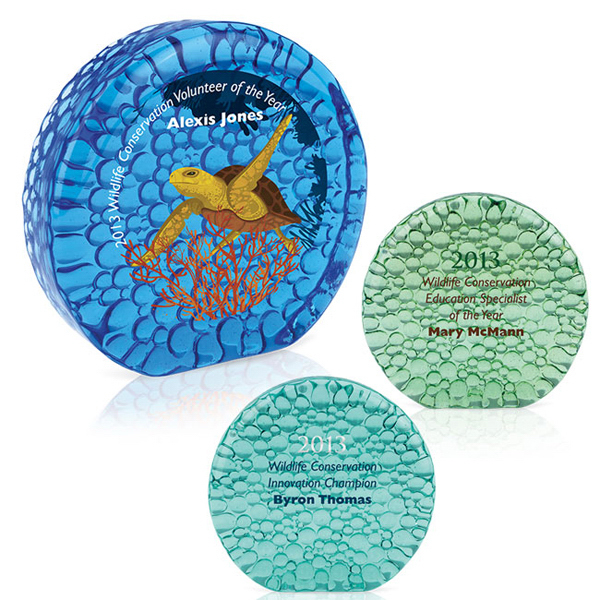 2013 Wildlife Conservation Volunteer of the Year
Alexis Jones
2013
Wildlife Conservation
Education Specialist
of the Year
Mary McMann
2013
Wildlife Conservation
Innovation Champion
Byron Thomas